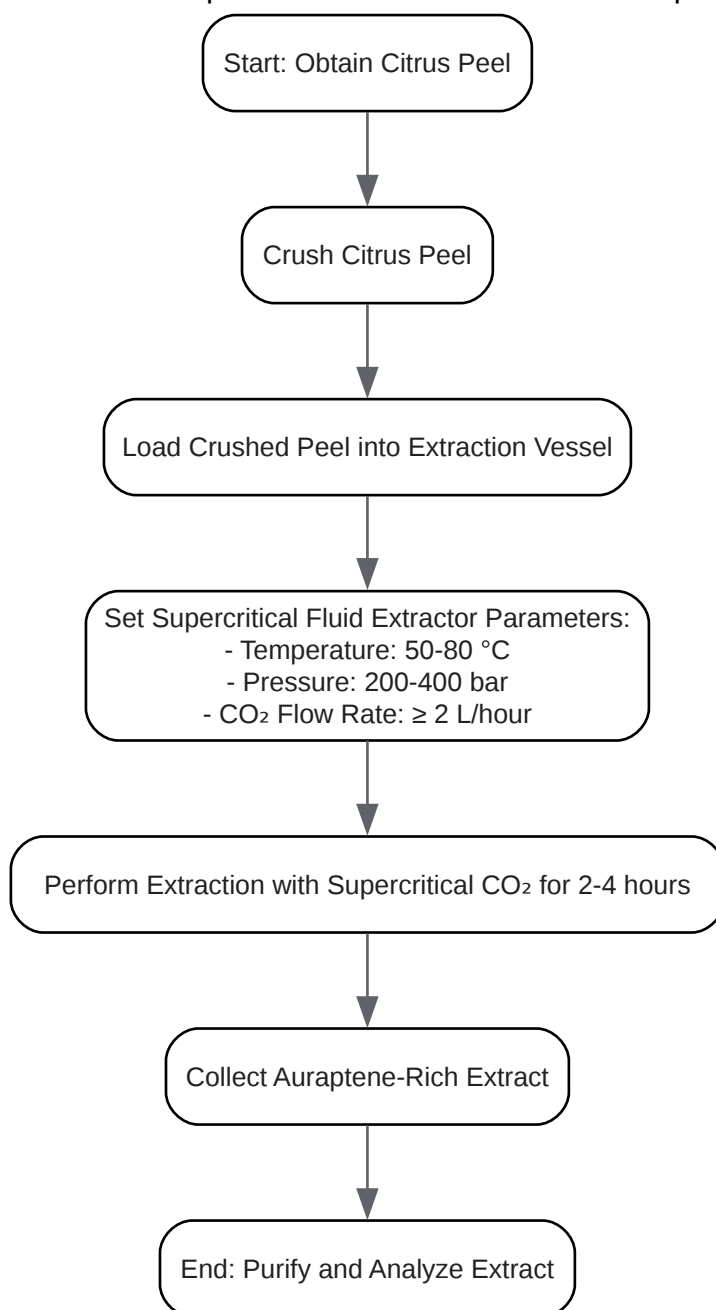 Start: Obtain Citrus Peel
Crush Citrus Peel
Load Crushed Peel into Extraction Vessel
Set Supercritical Fluid Extractor Parameters:
- Temperature: 50-80 °C
- Pressure: 200-400 bar
- CO₂ Flow Rate: ≥ 2 L/hour
Perform Extraction with Supercritical CO₂ for 2-4 hours
Collect Auraptene-Rich Extract
End: Purify and Analyze Extract